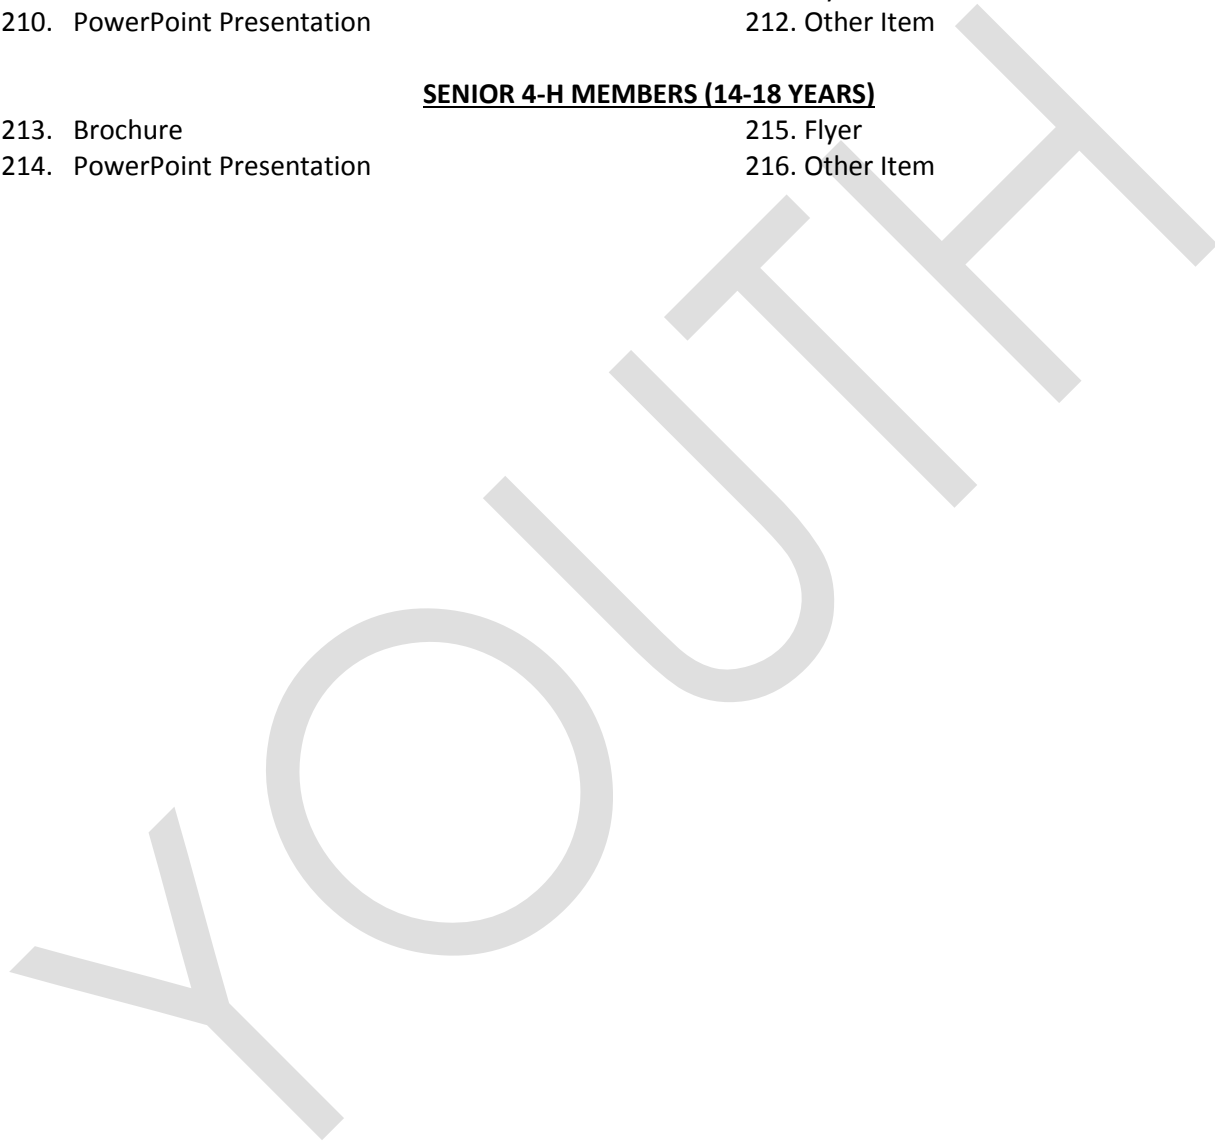 210. PowerPoint Presentation 212. Other Item
SENIOR 4-H MEMBERS (14-18 YEARS)
213. Brochure 215. Flyer
214. PowerPoint Presentation 216. Other Item
YOUTH